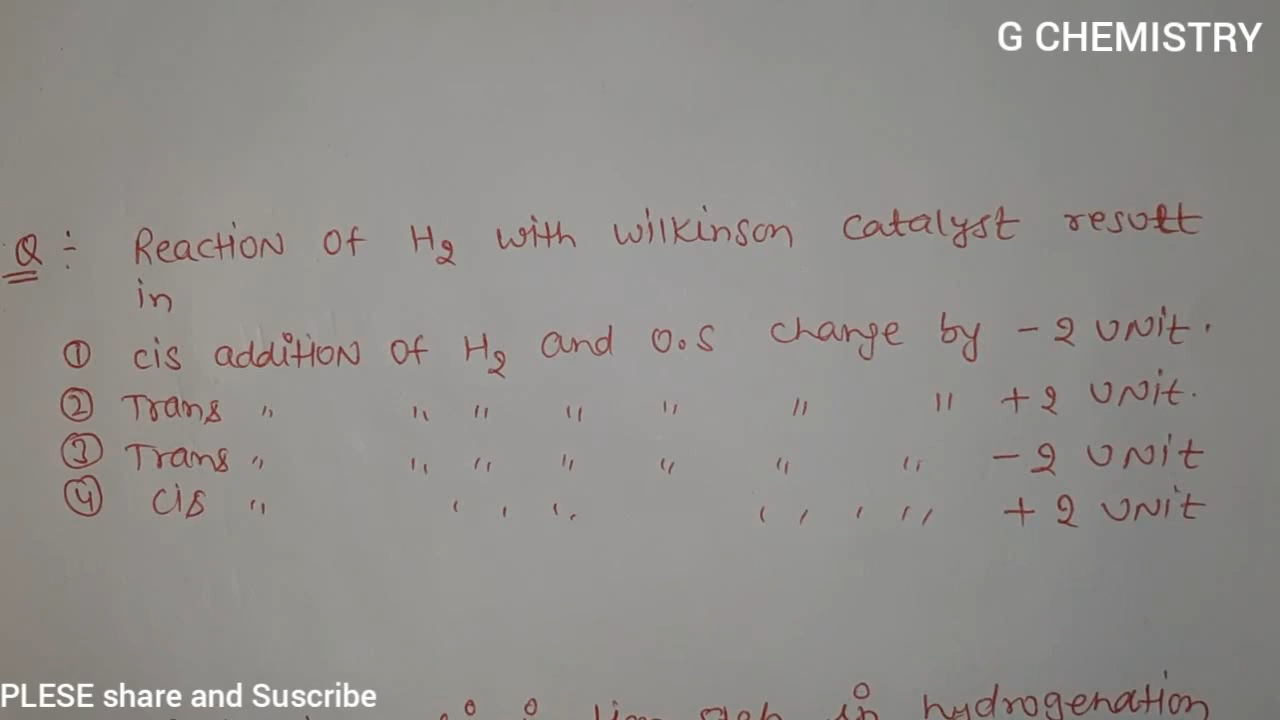 G CHEMISTRY
Q :- Reaction of H2 with wilkinson catalyst result
in
① cis addition of H2 and O.S change by - 2 unit.
② Trans " " " " " " " + 2 unit.
③ Trans " " " " " " " - 2 unit
④ cis " " " " " " " + 2 unit
hydrogenation
PLESE share and Suscribe